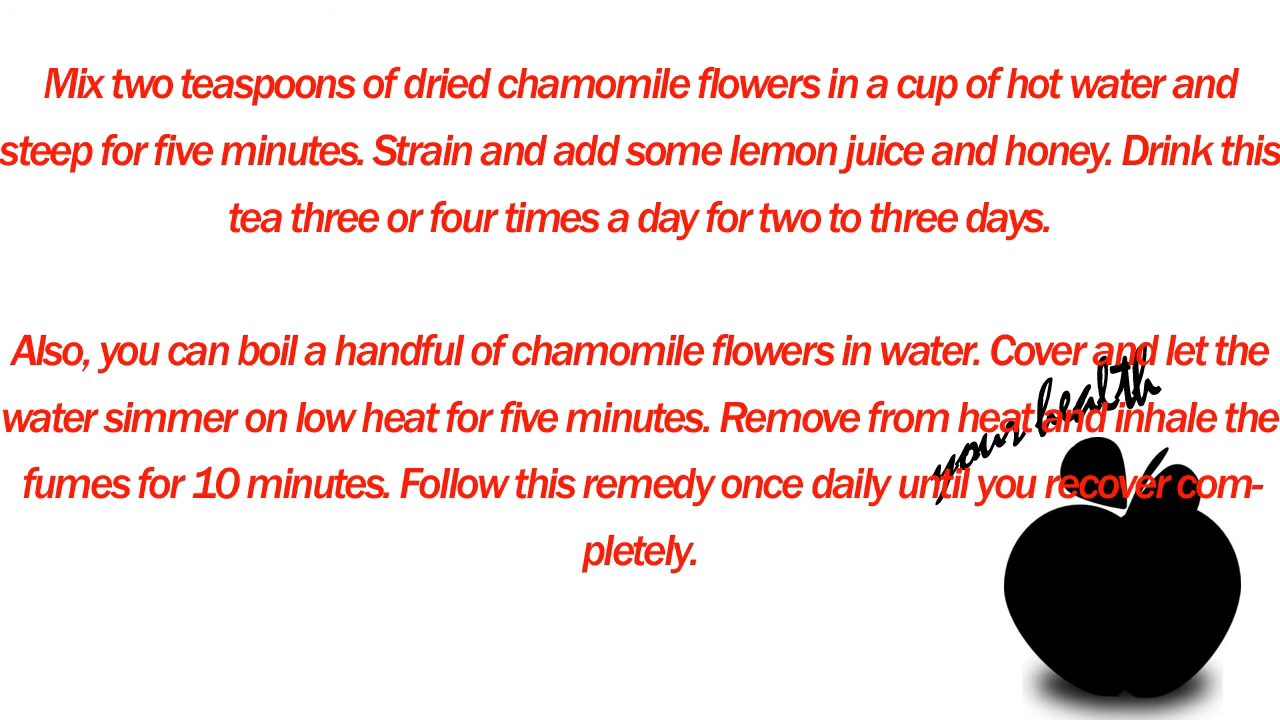 Mix two teaspoons of dried chamomile flowers in a cup of hot water and
steep for five minutes. Strain and add some lemon juice and honey. Drink this
tea three or four times a day for two to three days.
Also, you can boil a handful of chamomile flowers in water. Cover and let the
water simmer on low heat for five minutes. Remove from heat and inhale the
fumes for 10 minutes. Follow this remedy once daily until you recover com-
pletely.
your health